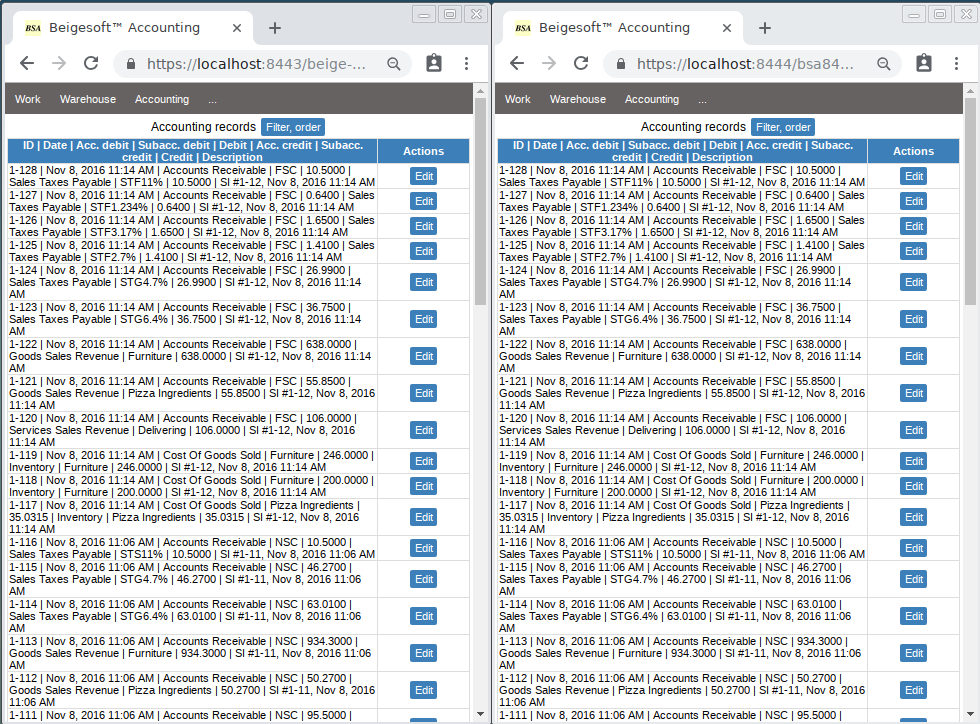 BSA Beigesoft™ Accounting
https://localhost:8443/beige-...
Work Warehouse Accounting ...
Accounting records Filter, order
ID | Date | Acc. debit | Subacc. debit | Debit | Acc. credit | Subacc.
credit | Credit | Description
Actions
1-128 | Nov 8, 2016 11:14 AM | Accounts Receivable | FSC | 10.5000 |
Sales Taxes Payable | STF11% | 10.5000 | SI #1-12, Nov 8, 2016 11:14 AM
Edit
1-127 | Nov 8, 2016 11:14 AM | Accounts Receivable | FSC | 0.6400 | Sales
Taxes Payable | STF1.234% | 0.6400 | SI #1-12, Nov 8, 2016 11:14 AM
Edit
1-126 | Nov 8, 2016 11:14 AM | Accounts Receivable | FSC | 1.6500 | Sales
Taxes Payable | STF3.17% | 1.6500 | SI #1-12, Nov 8, 2016 11:14 AM
Edit
1-125 | Nov 8, 2016 11:14 AM | Accounts Receivable | FSC | 1.4100 | Sales
Taxes Payable | STF2.7% | 1.4100 | SI #1-12, Nov 8, 2016 11:14 AM
Edit
1-124 | Nov 8, 2016 11:14 AM | Accounts Receivable | FSC | 26.9900 |
Sales Taxes Payable | STG4.7% | 26.9900 | SI #1-12, Nov 8, 2016 11:14
AM
Edit
1-123 | Nov 8, 2016 11:14 AM | Accounts Receivable | FSC | 36.7500 |
Sales Taxes Payable | STG6.4% | 36.7500 | SI #1-12, Nov 8, 2016 11:14
AM
Edit
1-122 | Nov 8, 2016 11:14 AM | Accounts Receivable | FSC | 638.0000 |
Goods Sales Revenue | Furniture | 638.0000 | SI #1-12, Nov 8, 2016 11:14
AM
Edit
1-121 | Nov 8, 2016 11:14 AM | Accounts Receivable | FSC | 55.8500 |
Goods Sales Revenue | Pizza Ingredients | 55.8500 | SI #1-12, Nov 8, 2016
11:14 AM
Edit
1-120 | Nov 8, 2016 11:14 AM | Accounts Receivable | FSC | 106.0000 |
Services Sales Revenue | Delivering | 106.0000 | SI #1-12, Nov 8, 2016
11:14 AM
Edit
1-119 | Nov 8, 2016 11:14 AM | Cost Of Goods Sold | Furniture | 246.0000 |
Inventory | Furniture | 246.0000 | SI #1-12, Nov 8, 2016 11:14 AM
Edit
1-118 | Nov 8, 2016 11:14 AM | Cost Of Goods Sold | Furniture | 200.0000 |
Inventory | Furniture | 200.0000 | SI #1-12, Nov 8, 2016 11:14 AM
Edit
1-117 | Nov 8, 2016 11:14 AM | Cost Of Goods Sold | Pizza Ingredients |
35.0315 | Inventory | Pizza Ingredients | 35.0315 | SI #1-12, Nov 8, 2016
11:14 AM
Edit
1-116 | Nov 8, 2016 11:06 AM | Accounts Receivable | NSC | 10.5000 |
Sales Taxes Payable | STS11% | 10.5000 | SI #1-11, Nov 8, 2016 11:06 AM
Edit
1-115 | Nov 8, 2016 11:06 AM | Accounts Receivable | NSC | 46.2700 |
Sales Taxes Payable | STG4.7% | 46.2700 | SI #1-11, Nov 8, 2016 11:06
AM
Edit
1-114 | Nov 8, 2016 11:06 AM | Accounts Receivable | NSC | 63.0100 |
Sales Taxes Payable | STG6.4% | 63.0100 | SI #1-11, Nov 8, 2016 11:06
AM
Edit
1-113 | Nov 8, 2016 11:06 AM | Accounts Receivable | NSC | 934.3000 |
Goods Sales Revenue | Furniture | 934.3000 | SI #1-11, Nov 8, 2016 11:06
AM
Edit
1-112 | Nov 8, 2016 11:06 AM | Accounts Receivable | NSC | 50.2700 |
Goods Sales Revenue | Pizza Ingredients | 50.2700 | SI #1-11, Nov 8, 2016
11:06 AM
Edit
1-111 | Nov 8, 2016 11:06 AM | Accounts Receivable | NSC | 95.5000 |
BSA Beigesoft™ Accounting
https://localhost:8444/bsa84...
Work Warehouse Accounting ...
Accounting records Filter, order
ID | Date | Acc. debit | Subacc. debit | Debit | Acc. credit | Subacc.
credit | Credit | Description
Actions
1-128 | Nov 8, 2016 11:14 AM | Accounts Receivable | FSC | 10.5000 |
Sales Taxes Payable | STF11% | 10.5000 | SI #1-12, Nov 8, 2016 11:14 AM
Edit
1-127 | Nov 8, 2016 11:14 AM | Accounts Receivable | FSC | 0.6400 | Sales
Taxes Payable | STF1.234% | 0.6400 | SI #1-12, Nov 8, 2016 11:14 AM
Edit
1-126 | Nov 8, 2016 11:14 AM | Accounts Receivable | FSC | 1.6500 | Sales
Taxes Payable | STF3.17% | 1.6500 | SI #1-12, Nov 8, 2016 11:14 AM
Edit
1-125 | Nov 8, 2016 11:14 AM | Accounts Receivable | FSC | 1.4100 | Sales
Taxes Payable | STF2.7% | 1.4100 | SI #1-12, Nov 8, 2016 11:14 AM
Edit
1-124 | Nov 8, 2016 11:14 AM | Accounts Receivable | FSC | 26.9900 |
Sales Taxes Payable | STG4.7% | 26.9900 | SI #1-12, Nov 8, 2016 11:14
AM
Edit
1-123 | Nov 8, 2016 11:14 AM | Accounts Receivable | FSC | 36.7500 |
Sales Taxes Payable | STG6.4% | 36.7500 | SI #1-12, Nov 8, 2016 11:14
AM
Edit
1-122 | Nov 8, 2016 11:14 AM | Accounts Receivable | FSC | 638.0000 |
Goods Sales Revenue | Furniture | 638.0000 | SI #1-12, Nov 8, 2016 11:14
AM
Edit
1-121 | Nov 8, 2016 11:14 AM | Accounts Receivable | FSC | 55.8500 |
Goods Sales Revenue | Pizza Ingredients | 55.8500 | SI #1-12, Nov 8, 2016
11:14 AM
Edit
1-120 | Nov 8, 2016 11:14 AM | Accounts Receivable | FSC | 106.0000 |
Services Sales Revenue | Delivering | 106.0000 | SI #1-12, Nov 8, 2016
11:14 AM
Edit
1-119 | Nov 8, 2016 11:14 AM | Cost Of Goods Sold | Furniture | 246.0000 |
Inventory | Furniture | 246.0000 | SI #1-12, Nov 8, 2016 11:14 AM
Edit
1-118 | Nov 8, 2016 11:14 AM | Cost Of Goods Sold | Furniture | 200.0000 |
Inventory | Furniture | 200.0000 | SI #1-12, Nov 8, 2016 11:14 AM
Edit
1-117 | Nov 8, 2016 11:14 AM | Cost Of Goods Sold | Pizza Ingredients |
35.0315 | Inventory | Pizza Ingredients | 35.0315 | SI #1-12, Nov 8, 2016
11:14 AM
Edit
1-116 | Nov 8, 2016 11:06 AM | Accounts Receivable | NSC | 10.5000 |
Sales Taxes Payable | STS11% | 10.5000 | SI #1-11, Nov 8, 2016 11:06 AM
Edit
1-115 | Nov 8, 2016 11:06 AM | Accounts Receivable | NSC | 46.2700 |
Sales Taxes Payable | STG4.7% | 46.2700 | SI #1-11, Nov 8, 2016 11:06
AM
Edit
1-114 | Nov 8, 2016 11:06 AM | Accounts Receivable | NSC | 63.0100 |
Sales Taxes Payable | STG6.4% | 63.0100 | SI #1-11, Nov 8, 2016 11:06
AM
Edit
1-113 | Nov 8, 2016 11:06 AM | Accounts Receivable | NSC | 934.3000 |
Goods Sales Revenue | Furniture | 934.3000 | SI #1-11, Nov 8, 2016 11:06
AM
Edit
1-112 | Nov 8, 2016 11:06 AM | Accounts Receivable | NSC | 50.2700 |
Goods Sales Revenue | Pizza Ingredients | 50.2700 | SI #1-11, Nov 8, 2016
11:06 AM
Edit
1-111 | Nov 8, 2016 11:06 AM | Accounts Receivable | NSC | 95.5000 |